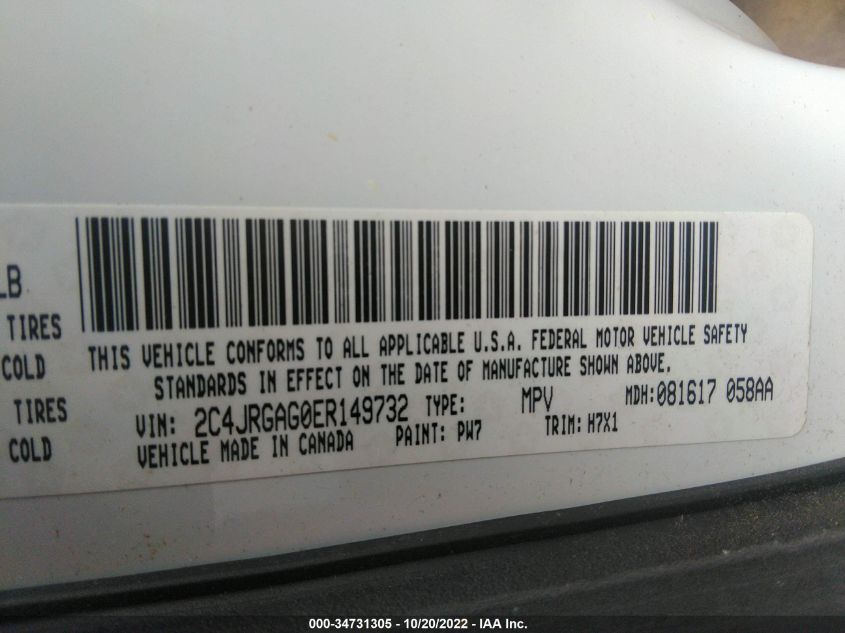 LB
TIRES
COLD
TIRES
COLD
THIS VEHICLE CONFORMS TO ALL APPLICABLE U.S.A. FEDERAL MOTOR VEHICLE SAFETY
STANDARDS IN EFFECT ON THE DATE OF MANUFACTURE SHOWN ABOVE.
VIN: 2C4JRGAG0ER149732 TYPE: MPV MDH:081617 058AA
VEHICLE MADE IN CANADA PAINT: PW7 TRIM: H7X1
000-34731305 - 10/20/2022 - IAA Inc.